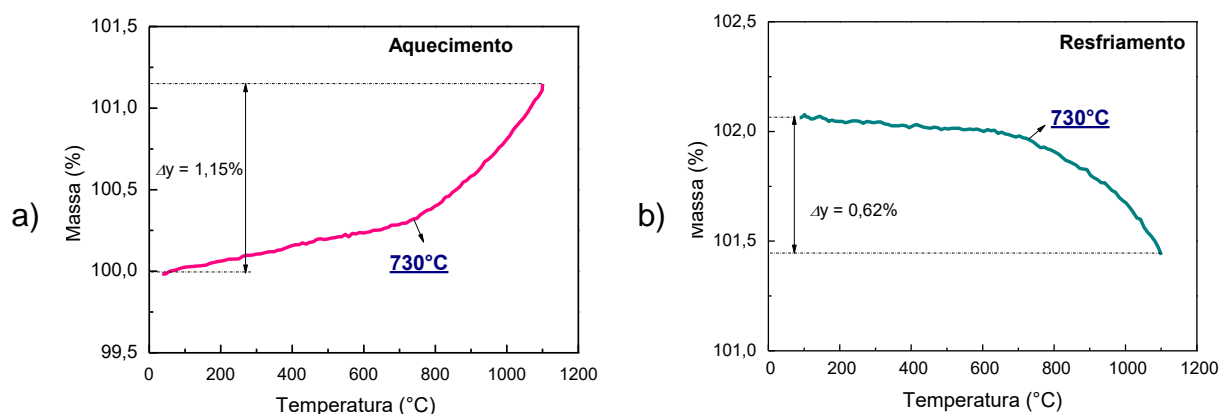 a)
Aquecimento
Massa (%)
101,5
101,0
100,5
100,0
99,5
Δy = 1,15%
730°C
0 200 400 600 800 1000 1200
Temperatura (°C)
b)
Resfriamento
Massa (%)
102,5
102,0
101,5
101,0
730°C
Δy = 0,62%
0 200 400 600 800 1000 1200
Temperatura (°C)